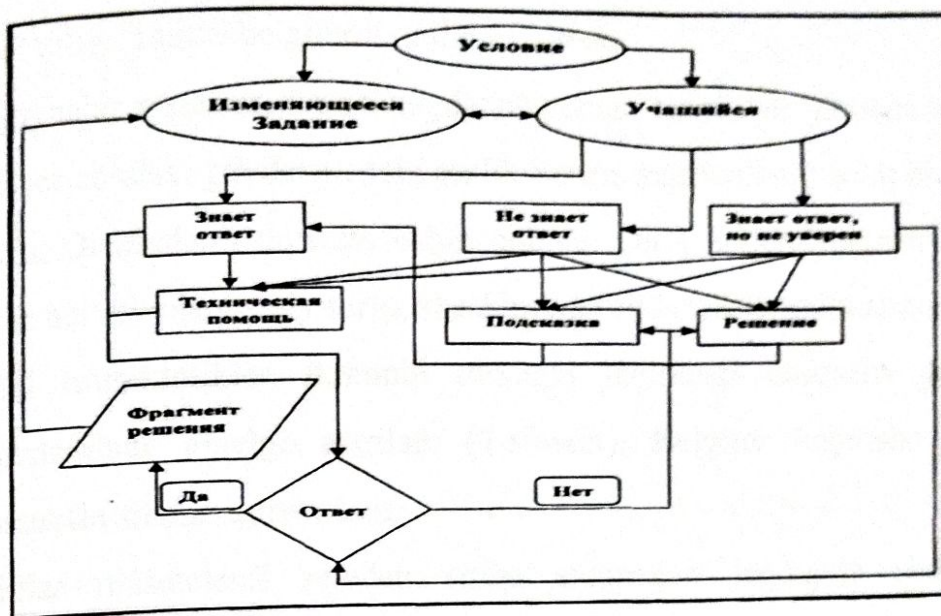 Условие
Изменяющееся
Задание
Учащийся
Знает
ответ
Не знает
ответ
Знает ответ,
но не уверен
Техническая
помощь
Подсказка
Решение
Фрагмент
решения
Да
Ответ
Нет